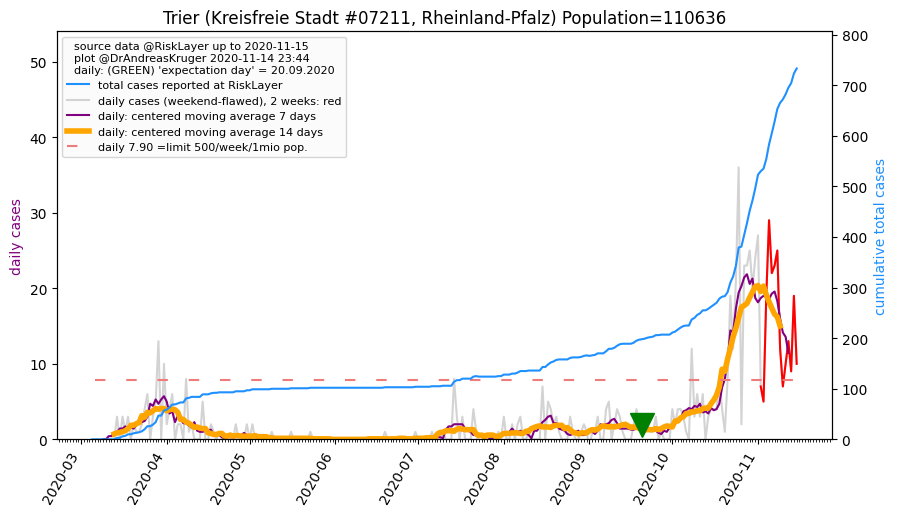 Trier (Kreisfreie Stadt #07211, Rheinland-Pfalz) Population=110636
source data @RiskLayer up to 2020-11-15
plot @DrAndreasKruger 2020-11-14 23:44
daily: (GREEN) 'expectation day' = 20.09.2020
total cases reported at RiskLayer
daily cases (weekend-flawed), 2 weeks: red
daily: centered moving average 7 days
daily: centered moving average 14 days
daily 7.90 =limit 500/week/1mio pop.
daily cases
50
40
30
20
10
0
cumulative total cases
800
700
600
500
400
300
200
100
0
2020-03
2020-04
2020-05
2020-06
2020-07
2020-08
2020-09
2020-10
2020-11